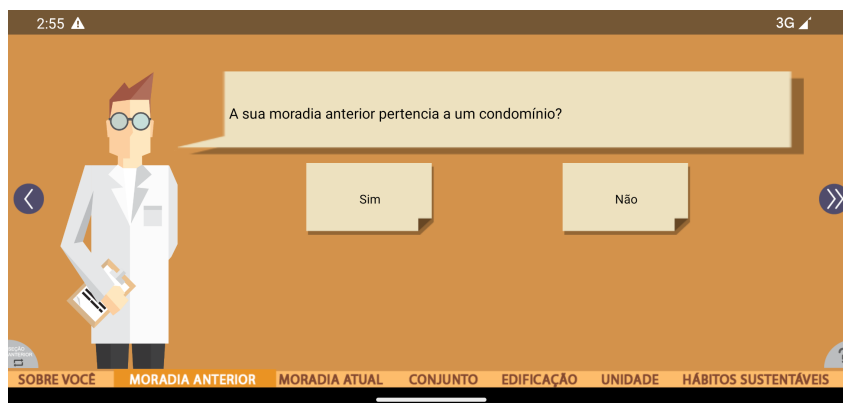 2:55
3G
A sua moradia anterior pertencia a um condomínio?
Sim
Não
SOBRE VOCÊ MORADIA ANTERIOR MORADIA ATUAL CONJUNTO EDIFICAÇÃO UNIDADE HÁBITOS SUSTENTÁVEIS